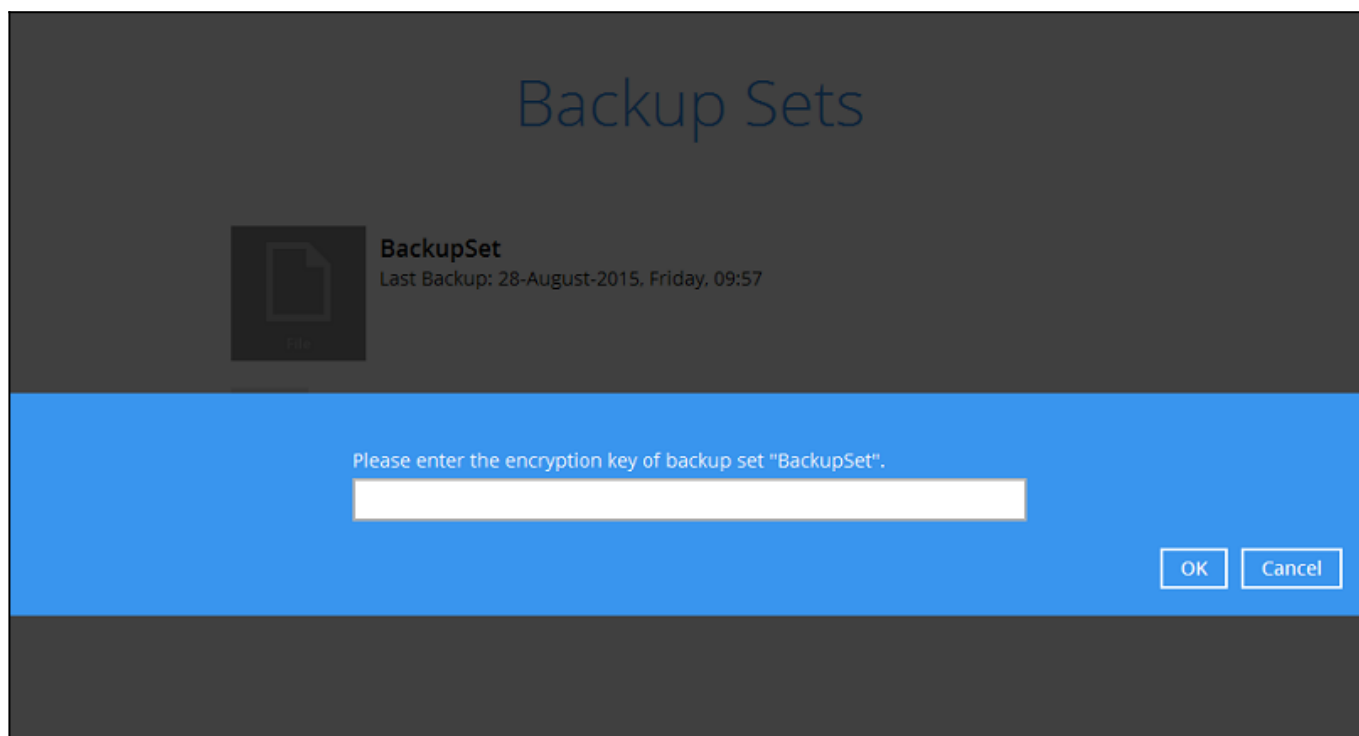 Backup Sets
BackupSet
Last Backup: 28-August-2015, Friday, 09:57
File
Please enter the encryption key of backup set "BackupSet".
OK
Cancel